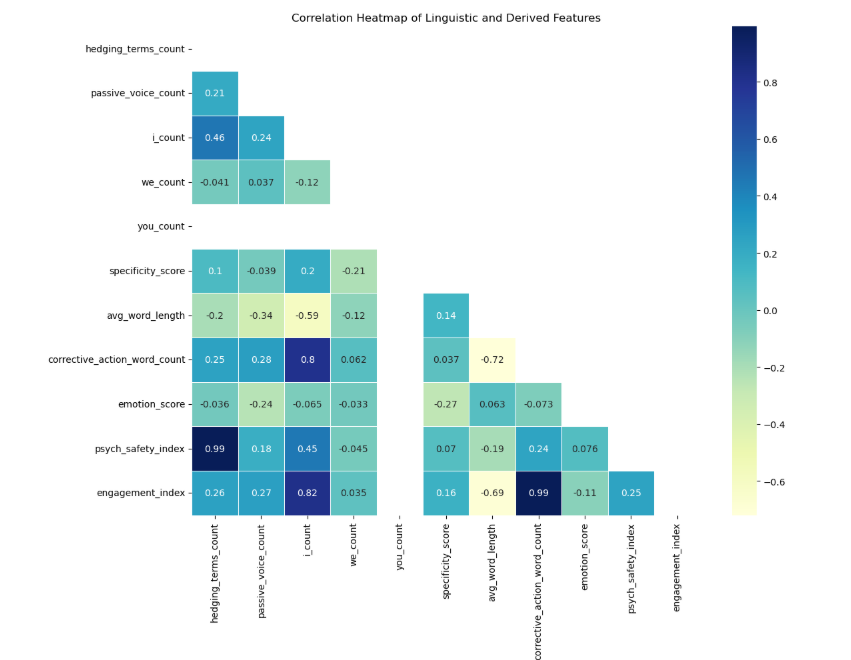 Correlation Heatmap of Linguistic and Derived Features
hedging_terms_count
passive_voice_count 0.21
i_count 0.46 0.24
we_count -0.041 0.037 -0.12
you_count
specificity_score 0.1 -0.039 0.2 -0.21
avg_word_length -0.2 -0.34 -0.59 -0.12 0.14
corrective_action_word_count 0.25 0.28 0.8 0.062 0.037 -0.72
emotion_score -0.036 -0.24 -0.065 -0.033 -0.27 0.063 -0.073
psych_safety_index 0.99 0.18 0.45 -0.045 0.07 -0.19 0.24 0.076
engagement_index 0.26 0.27 0.82 0.035 0.16 -0.69 0.99 -0.11 0.25
hedging_terms_count
passive_voice_count
i_count
we_count
you_count
specificity_score
avg_word_length
corrective_action_word_count
emotion_score
psych_safety_index
engagement_index
0.8
0.6
0.4
0.2
0.0
−0.2
−0.4
−0.6